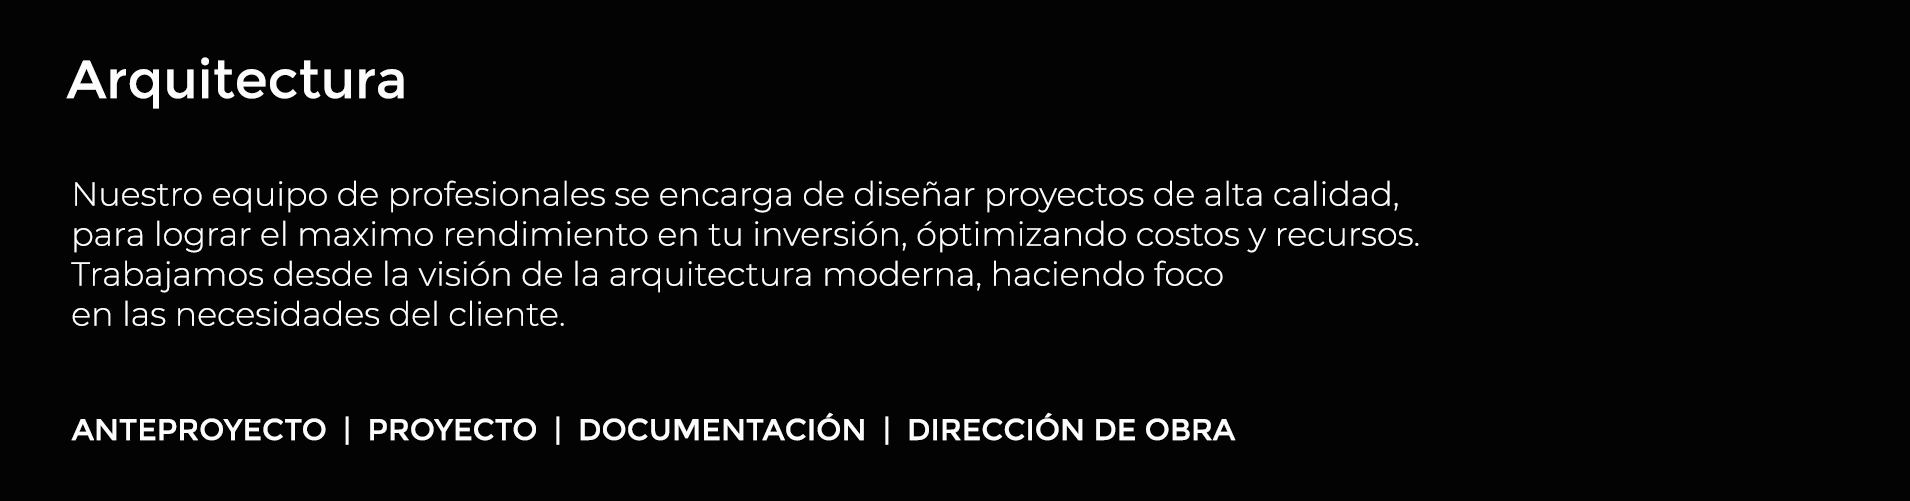 Arquitectura
Nuestro equipo de profesionales se encarga de diseñar proyectos de alta calidad,
para lograr el maximo rendimiento en tu inversión, óptimizando costos y recursos.
Trabajamos desde la visión de la arquitectura moderna, haciendo foco
en las necesidades del cliente.
ANTEPROYECTO | PROYECTO | DOCUMENTACIÓN | DIRECCIÓN DE OBRA